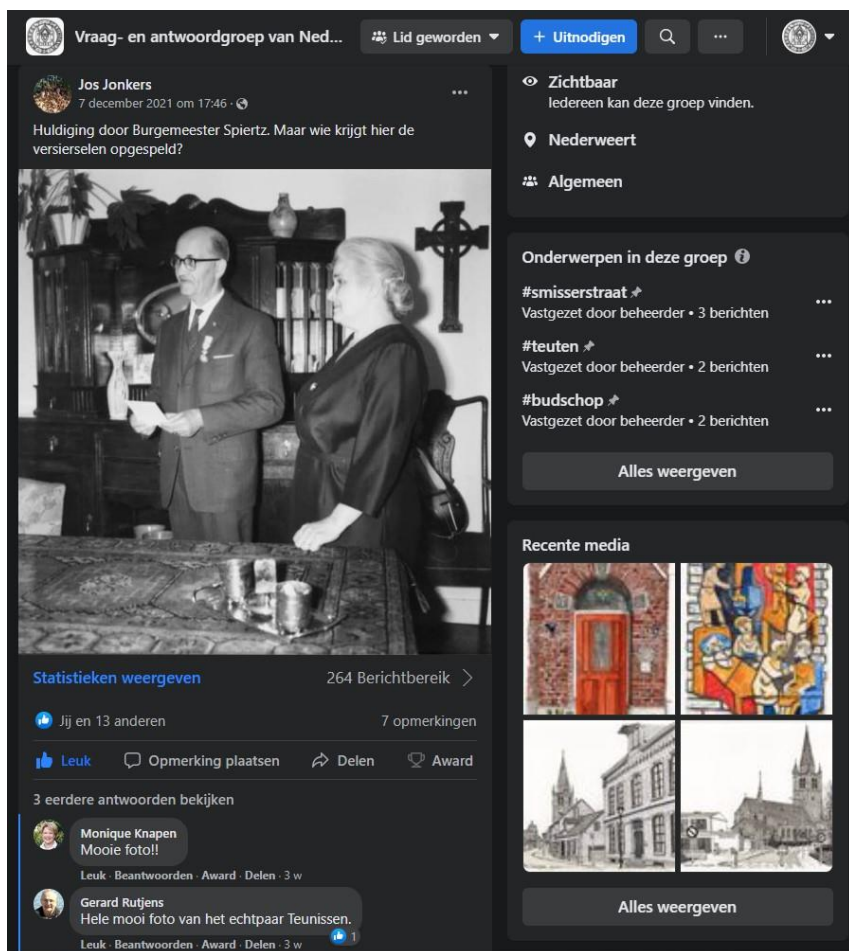 Vraag- en antwoordgroep van Ned...
Lid geworden
+ Uitnodigen
Jos Jonkers
7 december 2021 om 17:46 ·
Huldiging door Burgemeester Spiertz. Maar wie krijgt hier de
versierselen opgespeld?
Statistieken weergeven
264 Berichtbereik
Jij en 13 anderen
7 opmerkingen
Leuk
Opmerking plaatsen
Delen
Award
3 eerdere antwoorden bekijken
Monique Knapen
Mooie foto!!
Leuk · Beantwoorden · Award · Delen · 3 w
Gerard Rutjens
Hele mooi foto van het echtpaar Teunissen.
1
Leuk · Beantwoorden · Award · Delen · 3 w
Zichtbaar
Iedereen kan deze groep vinden.
Nederweert
Algemeen
Onderwerpen in deze groep
#smisserstraat
Vastgezet door beheerder • 3 berichten
#teuten
Vastgezet door beheerder • 2 berichten
#budschop
Vastgezet door beheerder • 2 berichten
Alles weergeven
Recente media
Alles weergeven